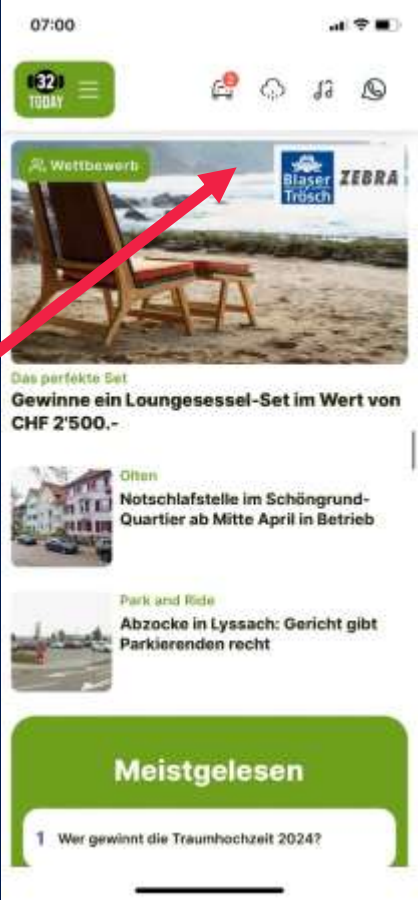 07:00
32
TODAY
2
Wettbewerb
Blaser
Trösch
ZEBRA
Das perfekte Set
Gewinne ein Loungesessel-Set im Wert von
CHF 2'500.-
Olten
Notschlafstelle im Schöngrund-
Quartier ab Mitte April in Betrieb
Park and Ride
Abzocke in Lyssach: Gericht gibt
Parkierenden recht
Meistgelesen
1 Wer gewinnt die Traumhochzeit 2024?